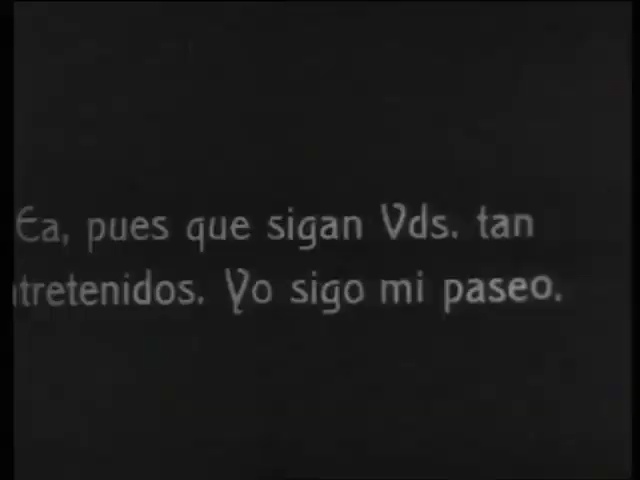 Ea, pues que sigan Vds. tan
ntretenidos. Yo sigo mi paseo.